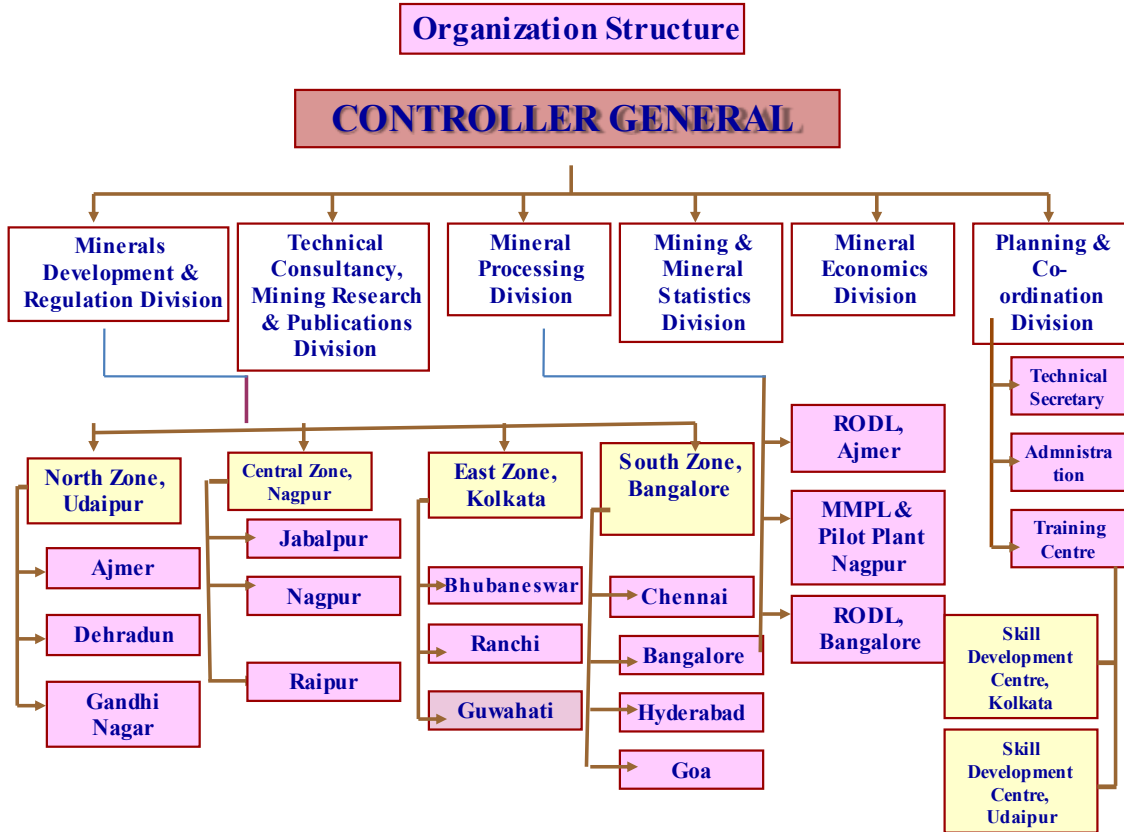 Organization Structure
CONTROLLER GENERAL
Minerals
Development &
Regulation Division
Technical
Consultancy,
Mining Research
& Publications
Division
Mineral
Processing
Division
Mining &
Mineral
Statistics
Division
Mineral
Economics
Division
Planning &
Co-
ordination
Division
Technical
Secretary
Admnistra
tion
Training
Centre
North Zone,
Udaipur
Ajmer
Dehradun
Gandhi
Nagar
Central Zone,
Nagpur
Jabalpur
Nagpur
Raipur
East Zone,
Kolkata
Bhubaneswar
Ranchi
Guwahati
South Zone,
Bangalore
Chennai
Bangalore
Hyderabad
Goa
RODL,
Ajmer
MMPL &
Pilot Plant
Nagpur
RODL,
Bangalore
Skill
Development
Centre,
Kolkata
Skill
Development
Centre,
Udaipur